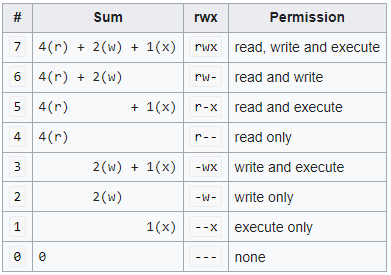 # Sum rwx Permission
7 4(r) + 2(w) + 1(x) rwx read, write and execute
6 4(r) + 2(w) rw- read and write
5 4(r) + 1(x) r-x read and execute
4 4(r) r-- read only
3 2(w) + 1(x) -wx write and execute
2 2(w) -w- write only
1 1(x) --x execute only
0 0 --- none